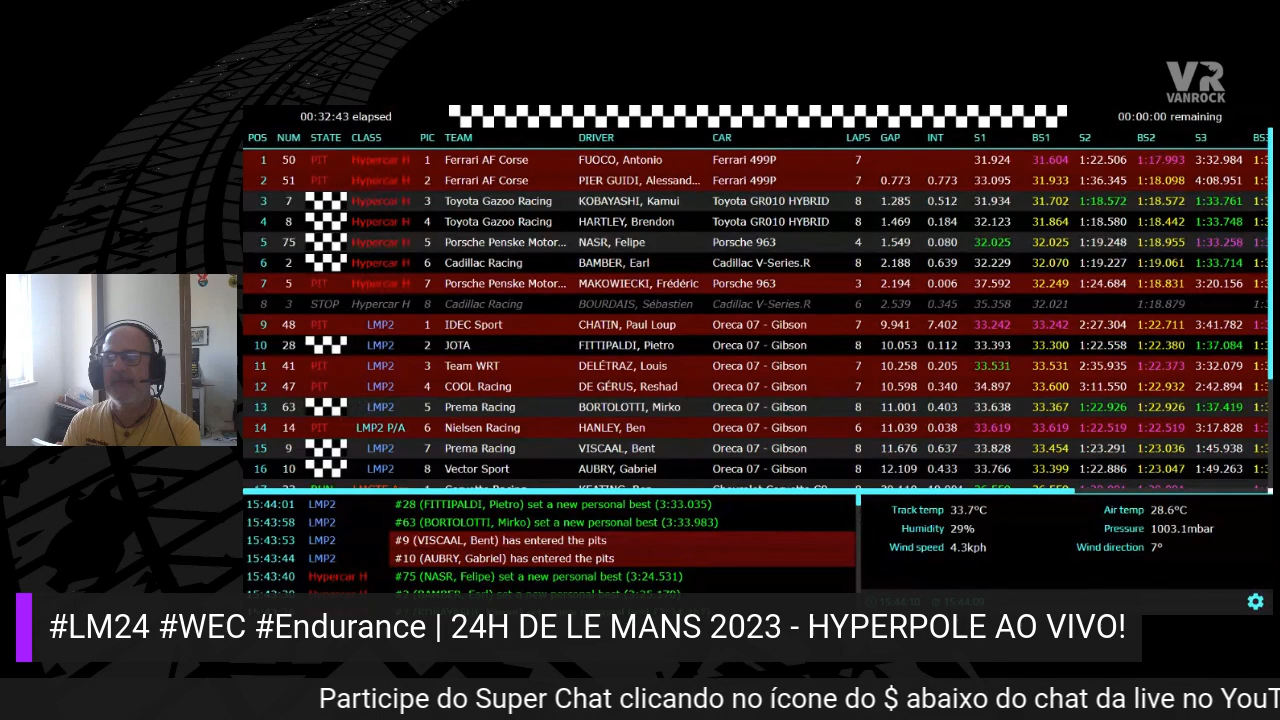 VR
VANROCK
00:32:43 elapsed 00:00:00 remaining
POS NUM STATE CLASS PIC TEAM DRIVER CAR LAPS GAP INT S1 BS1 S2 BS2 S3
1 50 PIT Hypercar H 1 Ferrari AF Corse FUOCO, Antonio Ferrari 499P 7 31.924 31.604 1:22.506 1:17.993 3:32.984
2 51 PIT Hypercar H 2 Ferrari AF Corse PIER GUIDI, Alessand... Ferrari 499P 7 0.773 0.773 33.095 31.933 1:36.345 1:18.098 4:08.951
3 7 Hypercar H 3 Toyota Gazoo Racing KOBAYASHI, Kamui Toyota GR010 HYBRID 8 1.285 0.512 31.934 31.702 1:18.572 1:18.572 1:33.761
4 8 Hypercar H 4 Toyota Gazoo Racing HARTLEY, Brendon Toyota GR010 HYBRID 8 1.469 0.184 32.123 31.864 1:18.580 1:18.442 1:33.748
5 75 Hypercar H 5 Porsche Penske Motor... NASR, Felipe Porsche 963 4 1.549 0.080 32.025 32.025 1:19.248 1:18.955 1:33.258
6 2 Hypercar H 6 Cadillac Racing BAMBER, Earl Cadillac V-Series.R 8 2.188 0.639 32.229 32.070 1:19.227 1:19.061 1:33.714
7 5 PIT Hypercar H 7 Porsche Penske Motor... MAKOWIECKI, Frédéric Porsche 963 3 2.194 0.006 37.592 32.249 1:24.684 1:18.831 3:20.156
8 3 STOP Hypercar H 8 Cadillac Racing BOURDAIS, Sébastien Cadillac V-Series.R 6 2.539 0.345 35.358 32.021 1:18.879
9 48 PIT LMP2 1 IDEC Sport CHATIN, Paul Loup Oreca 07 - Gibson 7 9.941 7.402 33.242 33.242 2:27.304 1:22.711 3:41.782
10 28 LMP2 2 JOTA FITTIPALDI, Pietro Oreca 07 - Gibson 8 10.053 0.112 33.393 33.300 1:22.558 1:22.380 1:37.084
11 41 PIT LMP2 3 Team WRT DELÉTRAZ, Louis Oreca 07 - Gibson 7 10.258 0.205 33.531 33.531 2:35.935 1:22.373 3:32.079
12 47 PIT LMP2 4 COOL Racing DE GÉRUS, Reshad Oreca 07 - Gibson 7 10.598 0.340 34.897 33.600 3:11.550 1:22.932 2:42.894
13 63 LMP2 5 Prema Racing BORTOLOTTI, Mirko Oreca 07 - Gibson 8 11.001 0.403 33.638 33.367 1:22.926 1:22.926 1:37.419
14 14 PIT LMP2 P/A 6 Nielsen Racing HANLEY, Ben Oreca 07 - Gibson 6 11.039 0.038 33.619 33.619 1:22.519 1:22.519 3:17.828
15 9 LMP2 7 Prema Racing VISCAAL, Bent Oreca 07 - Gibson 8 11.676 0.637 33.828 33.454 1:23.291 1:23.036 1:45.938
16 10 LMP2 8 Vector Sport AUBRY, Gabriel Oreca 07 - Gibson 8 12.109 0.433 33.766 33.399 1:22.886 1:23.047 1:49.263
15:44:01 LMP2 #28 (FITTIPALDI, Pietro) set a new personal best (3:33.035)
15:43:58 LMP2 #63 (BORTOLOTTI, Mirko) set a new personal best (3:33.983)
15:43:53 LMP2 #9 (VISCAAL, Bent) has entered the pits
15:43:44 LMP2 #10 (AUBRY, Gabriel) has entered the pits
15:43:40 Hypercar H #75 (NASR, Felipe) set a new personal best (3:24.531)
Track temp 33.7°C Air temp 28.6°C
Humidity 29% Pressure 1003.1mbar
Wind speed 4.3kph Wind direction 7°
#LM24 #WEC #Endurance | 24H DE LE MANS 2023 - HYPERPOLE AO VIVO!
Participe do Super Chat clicando no ícone do $ abaixo do chat da live no YouT